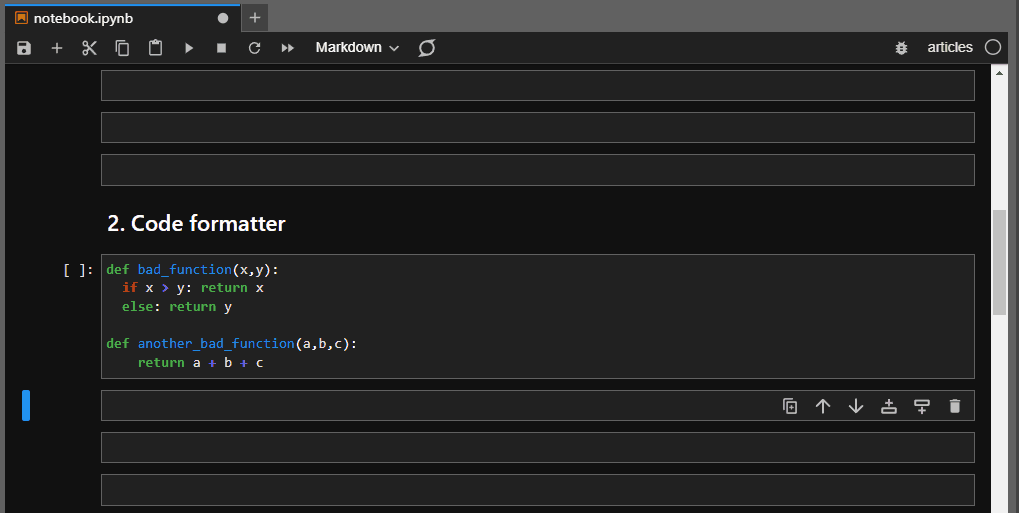 notebook.ipynb
Markdown
articles
2. Code formatter
[ ]:
def bad_function(x,y):
  if x > y: return x
  else: return y
def another_bad_function(a,b,c):
    return a + b + c